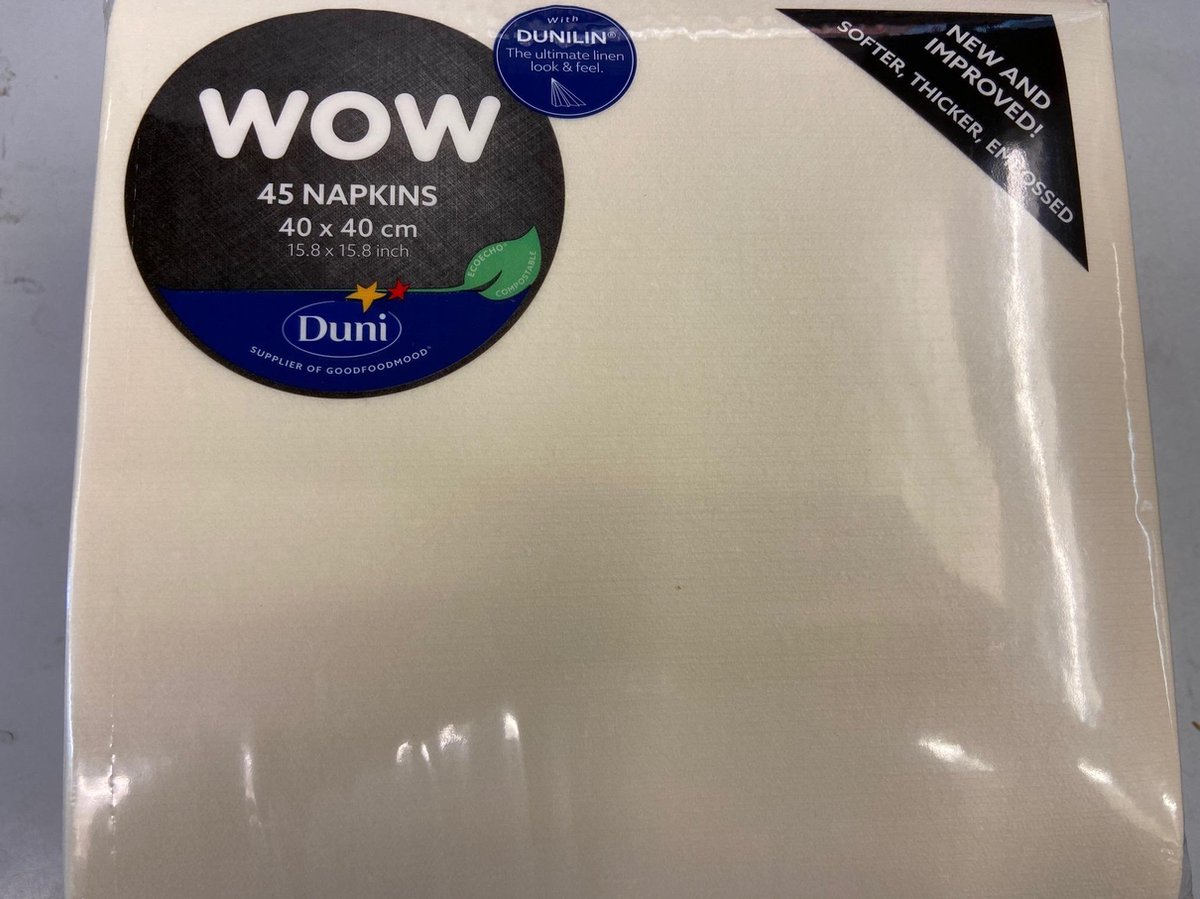 WOW
45 NAPKINS
40 x 40 cm
15.8 x 15.8 inch
ECOECHO®
COMPOSTABLE
Duni
SUPPLIER OF GOODFOODMOOD®
With
DUNILIN®
The ultimate linen
look & feel.
NEW AND
IMPROVED!
SOFTER, THICKER, EMBOSSED